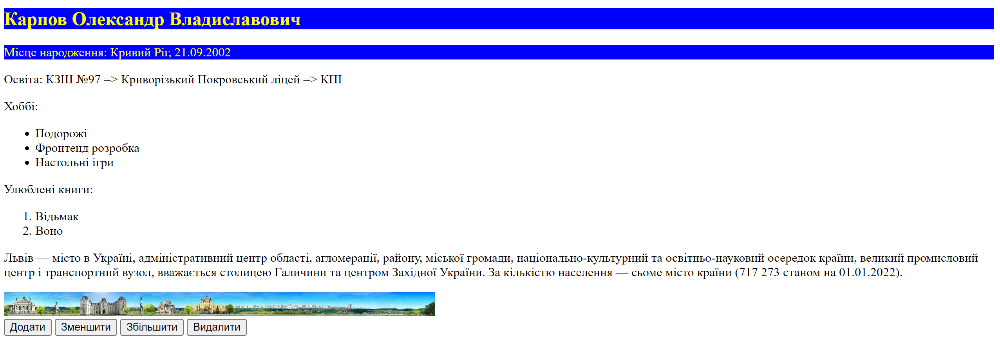 Карпов Олександр Владиславович
Місце народження: Кривий Ріг, 21.09.2002
Освіта: КЗШ №97 => Криворізький Покровський ліцей => КПІ
Хоббі:
• Подорожі
• Фронтенд розробка
• Настольні ігри
Улюблені книги:
1. Відьмак
2. Воно
Львів — місто в Україні, адміністративний центр області, агломерації, району, міської громади, національно-культурний та освітньо-науковий осередок країни, великий промисловий
центр і транспортний вузол, вважається столицею Галичини та центром Західної України. За кількістю населення — сьоме місто країни (717 273 станом на 01.01.2022).
Додати Зменшити Збільшити Видалити